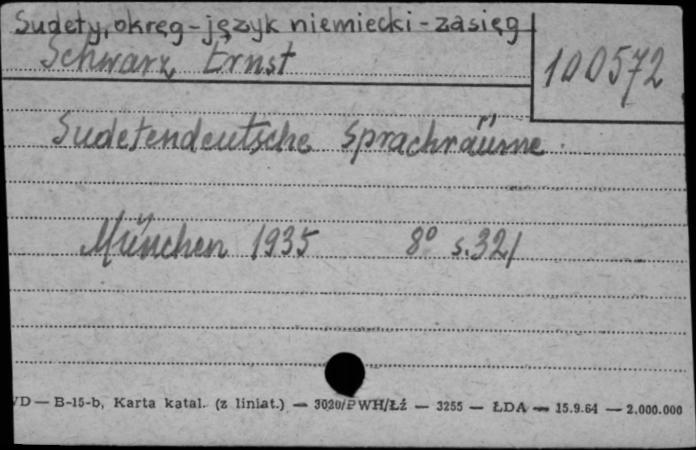 Sudety, okręg - język niemiecki - zasięg
Schwarz Ernst
100572
Sudetendeutsche Sprachräume.
München 1935 8° s. 321
VD — B-15-b, Karta katal. (z liniat.) — 3020/PWH/Łź — 3255 — ŁDA — 15.9.64 — 2.000.000